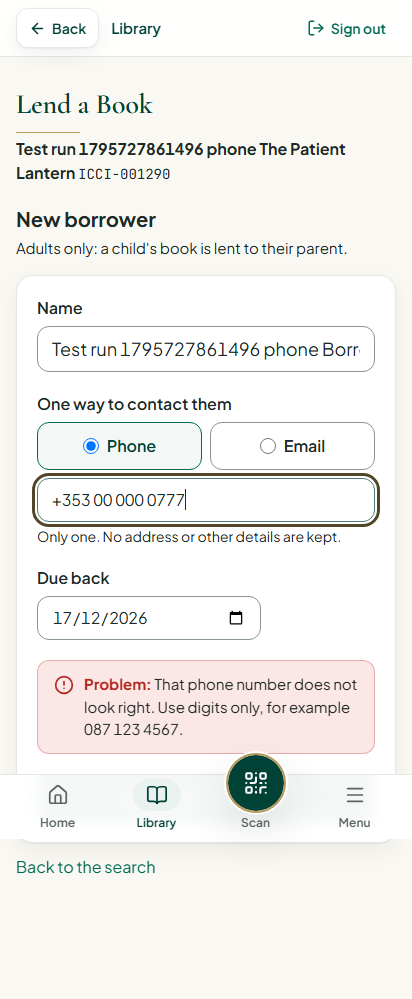 Back
Library
Sign out
Lend a Book
Test run 1795727861496 phone The Patient
Lantern ICCI-001290
New borrower
Adults only: a child's book is lent to their parent.
Name
Test run 1795727861496 phone Borr
One way to contact them
Phone
Email
+353 00 000 0777
Only one. No address or other details are kept.
Due back
17/12/2026
Problem: That phone number does not
look right. Use digits only, for example
087 123 4567.
Home
Library
Scan
Menu
Back to the search